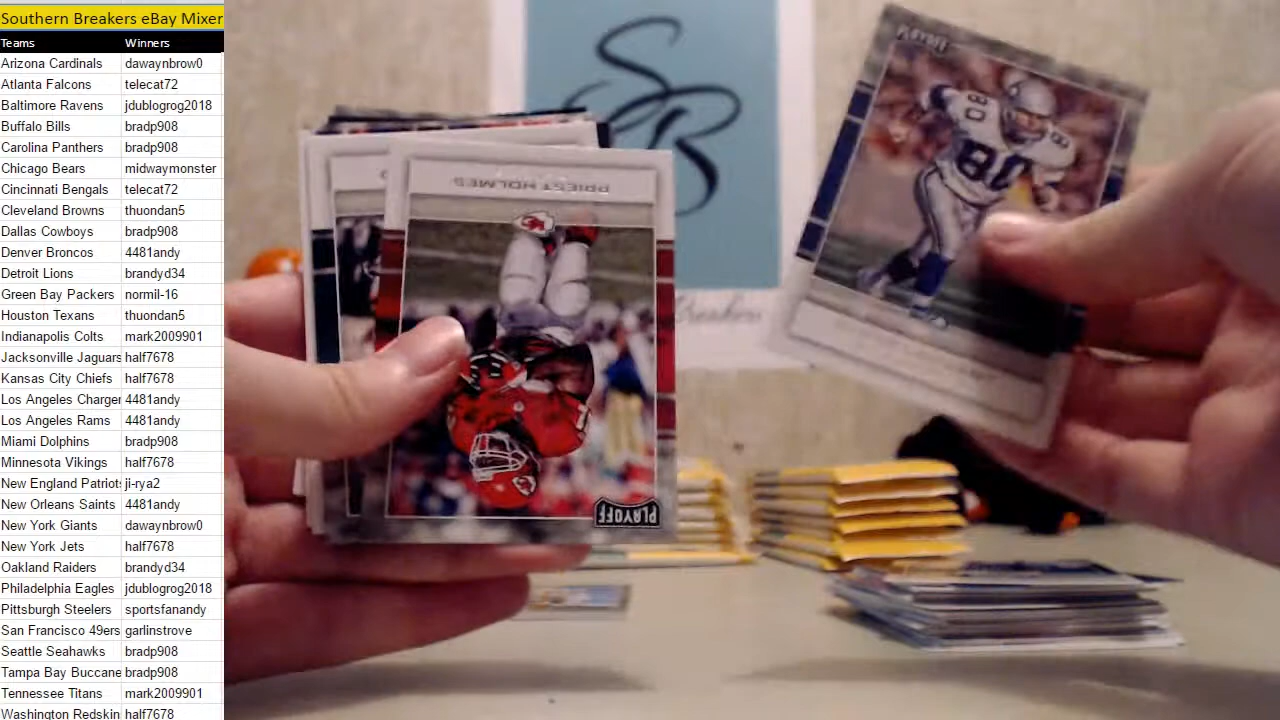 Southern Breakers eBay Mixer
Teams Winners
Arizona Cardinals dawaynbrow0
Atlanta Falcons telecat72
Baltimore Ravens jdublogrog2018
Buffalo Bills bradp908
Carolina Panthers bradp908
Chicago Bears midwaymonster
Cincinnati Bengals telecat72
Cleveland Browns thuondan5
Dallas Cowboys bradp908
Denver Broncos 4481andy
Detroit Lions brandyd34
Green Bay Packers normil-16
Houston Texans thuondan5
Indianapolis Colts mark2009901
Jacksonville Jaguars half7678
Kansas City Chiefs half7678
Los Angeles Charger 4481andy
Los Angeles Rams 4481andy
Miami Dolphins bradp908
Minnesota Vikings half7678
New England Patriots ji-rya2
New Orleans Saints 4481andy
New York Giants dawaynbrow0
New York Jets half7678
Oakland Raiders brandyd34
Philadelphia Eagles jdublogrog2018
Pittsburgh Steelers sportsfanandy
San Francisco 49ers garlinstrove
Seattle Seahawks bradp908
Tampa Bay Buccane bradp908
Tennessee Titans mark2009901
Washington Redskin half7678
SB
Breakers
PLAYOFF
80
PRIEST HOLMES
PLAYOFF